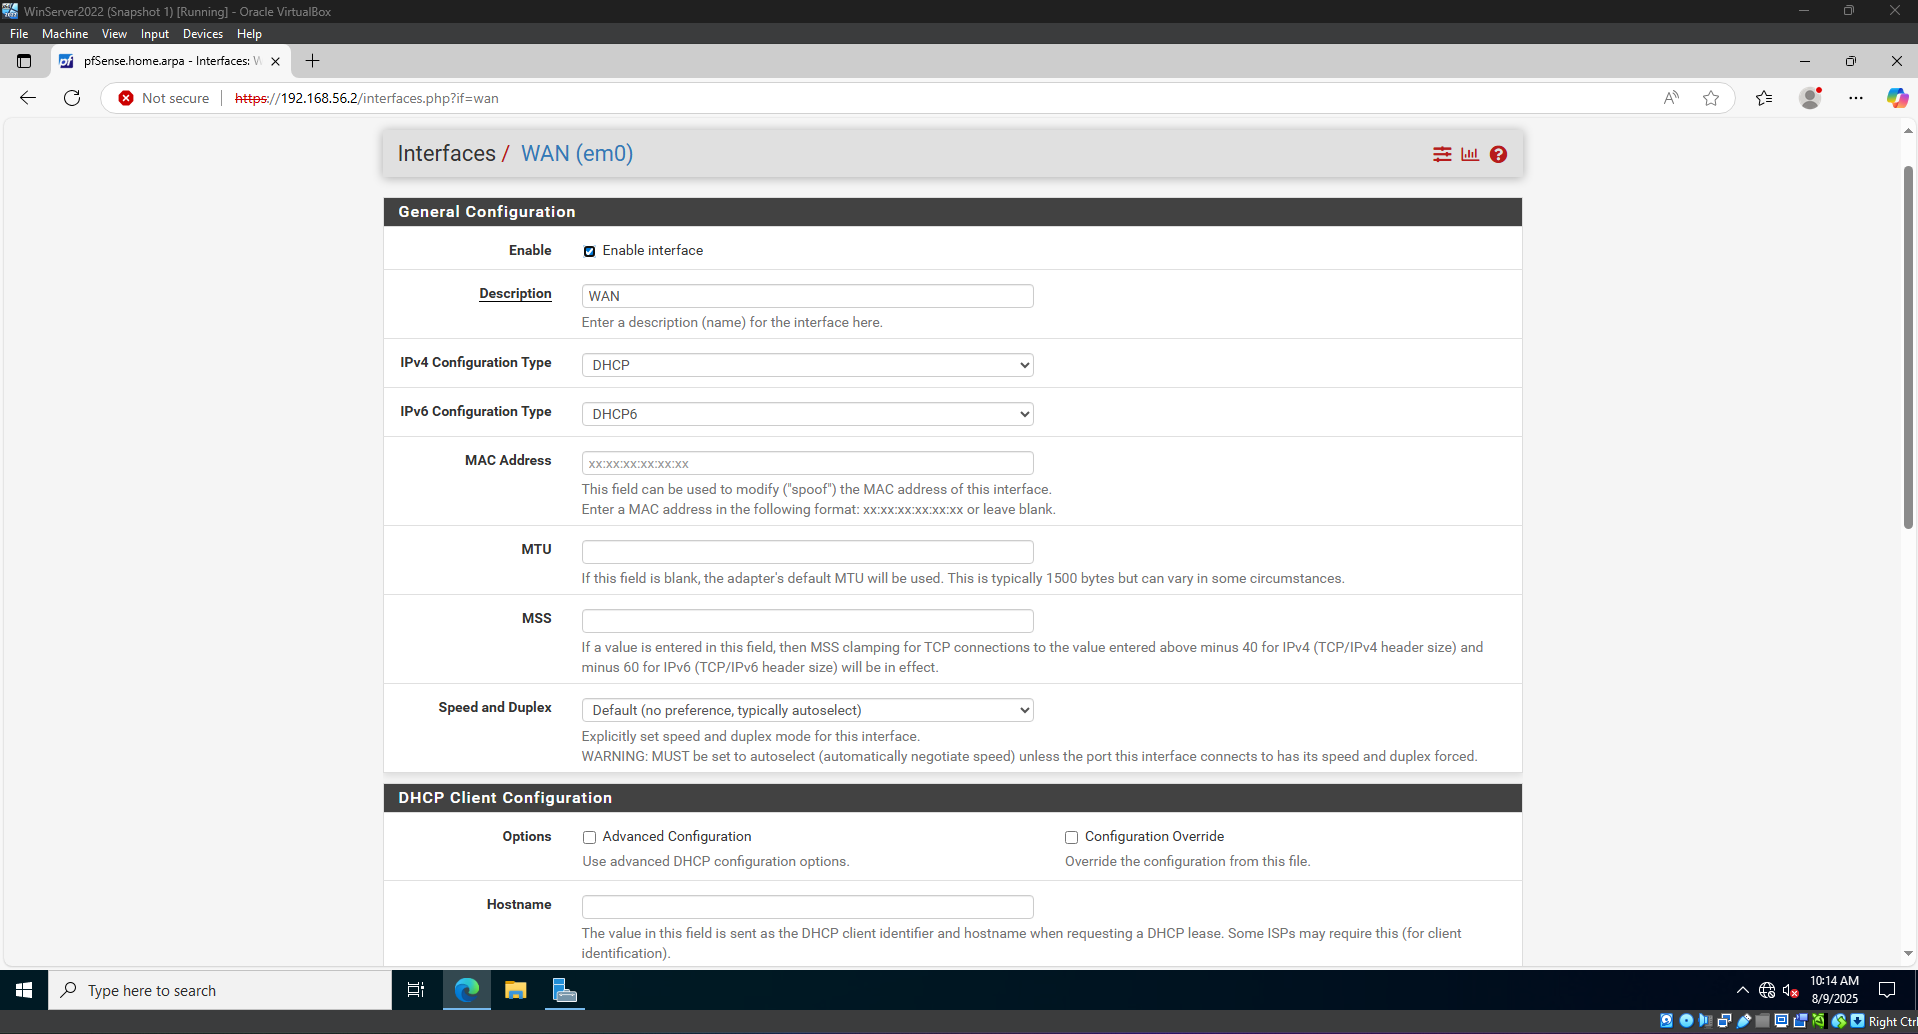 WinServer2022 (Snapshot 1) [Running] - Oracle VirtualBox
File Machine View Input Devices Help
pfSense.home.arpa - Interfaces: W
Not secure https://192.168.56.2/interfaces.php?if=wan
Interfaces / WAN (em0)
General Configuration
Enable Enable interface
Description WAN
Enter a description (name) for the interface here.
IPv4 Configuration Type DHCP
IPv6 Configuration Type DHCP6
MAC Address xx:xx:xx:xx:xx:xx
This field can be used to modify ("spoof") the MAC address of this interface.
Enter a MAC address in the following format: xx:xx:xx:xx:xx:xx or leave blank.
MTU
If this field is blank, the adapter's default MTU will be used. This is typically 1500 bytes but can vary in some circumstances.
MSS
If a value is entered in this field, then MSS clamping for TCP connections to the value entered above minus 40 for IPv4 (TCP/IPv4 header size) and
minus 60 for IPv6 (TCP/IPv6 header size) will be in effect.
Speed and Duplex Default (no preference, typically autoselect)
Explicitly set speed and duplex mode for this interface.
WARNING: MUST be set to autoselect (automatically negotiate speed) unless the port this interface connects to has its speed and duplex forced.
DHCP Client Configuration
Options Advanced Configuration Configuration Override
Use advanced DHCP configuration options. Override the configuration from this file.
Hostname
The value in this field is sent as the DHCP client identifier and hostname when requesting a DHCP lease. Some ISPs may require this (for client
identification).
Type here to search
10:14 AM
8/9/2025
Right Ctrl